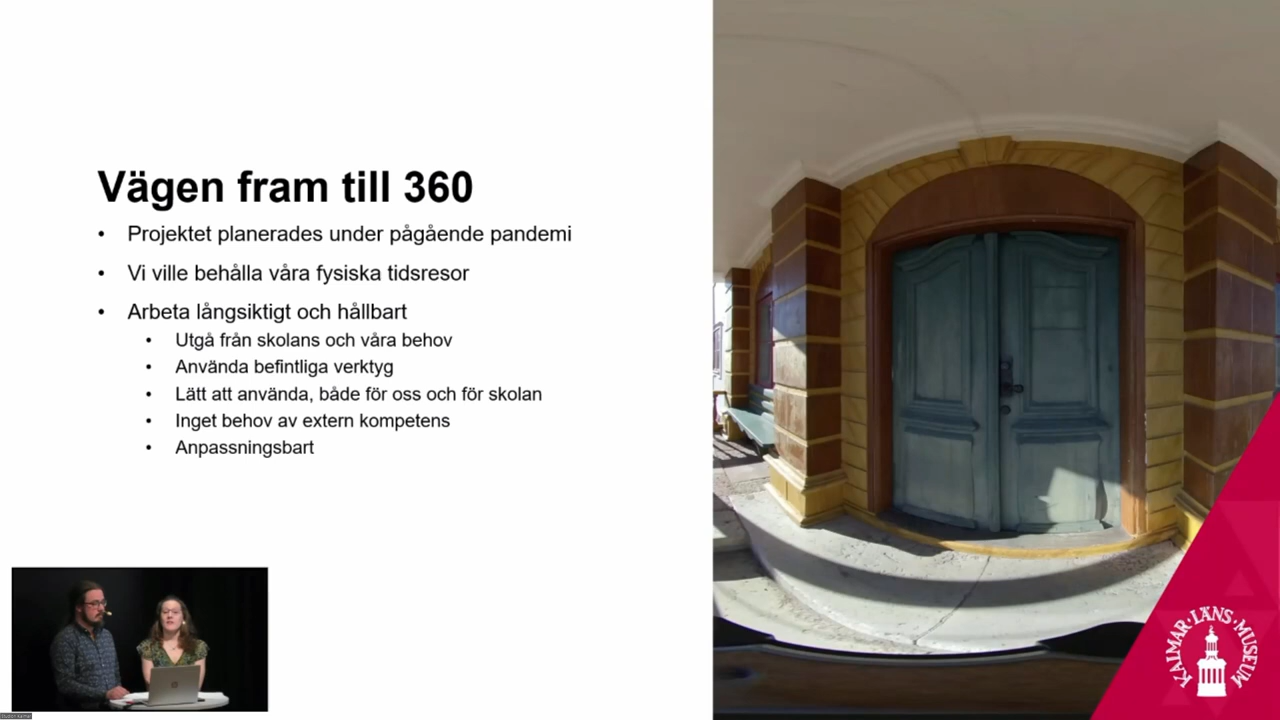 Vägen fram till 360
• Projektet planerades under pågående pandemi
• Vi ville behålla våra fysiska tidsresor
• Arbeta långsiktigt och hållbart
• Utgå från skolans och våra behov
• Använda befintliga verktyg
• Lätt att använda, både för oss och för skolan
• Inget behov av extern kompetens
• Anpassningsbart
KALMAR·LÄNS·MUSEUM